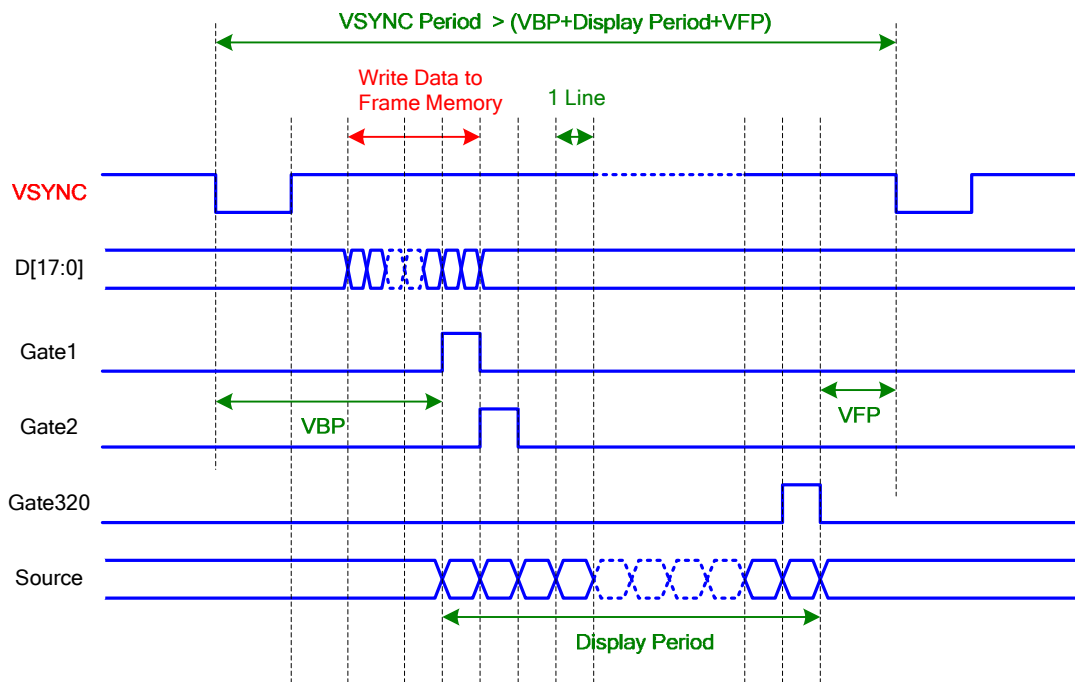 VSYNC Period > (VBP+Display Period+VFP)
Write Data to
Frame Memory
1 Line
VSYNC
D[17:0]
Gate1
VBP
VFP
Gate2
Gate320
Source
Display Period